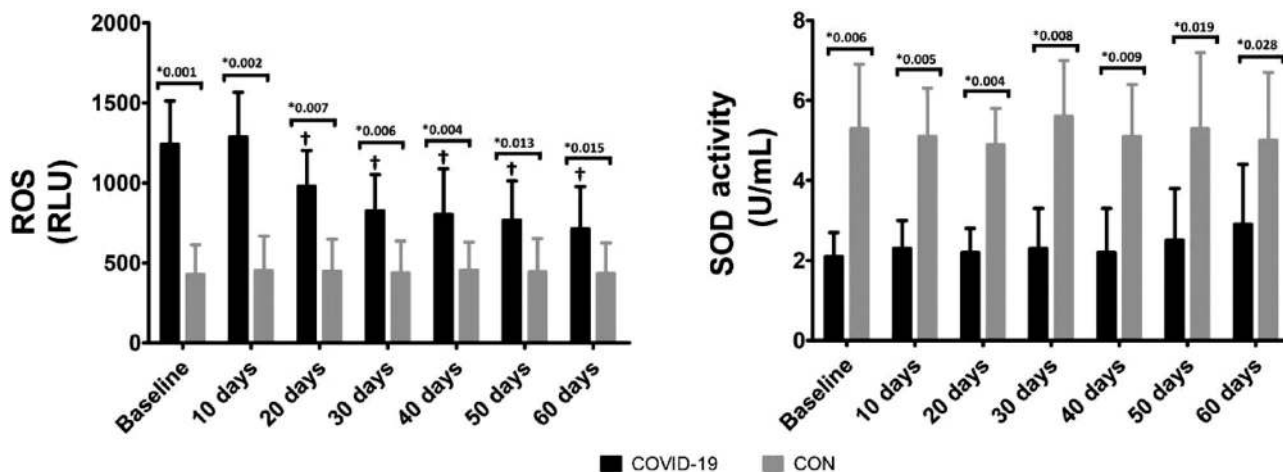 ROS
(RLU)
2000
1500
1000
500
0
*0.001
*0.002
*0.007
*0.006
*0.004
*0.013
*0.015
†
†
†
†
†
Baseline
10 days
20 days
30 days
40 days
50 days
60 days
SOD activity
(U/mL)
8
6
4
2
0
*0.006
*0.005
*0.004
*0.008
*0.009
*0.019
*0.028
Baseline
10 days
20 days
30 days
40 days
50 days
60 days
COVID-19
CON